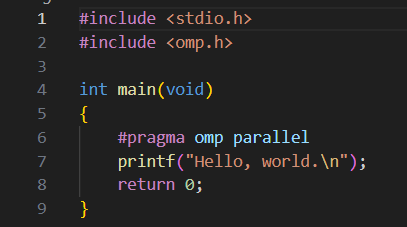 1 #include <stdio.h>
2 #include <omp.h>
3
4 int main(void)
5 {
6     #pragma omp parallel
7     printf("Hello, world.\n");
8     return 0;
9 }